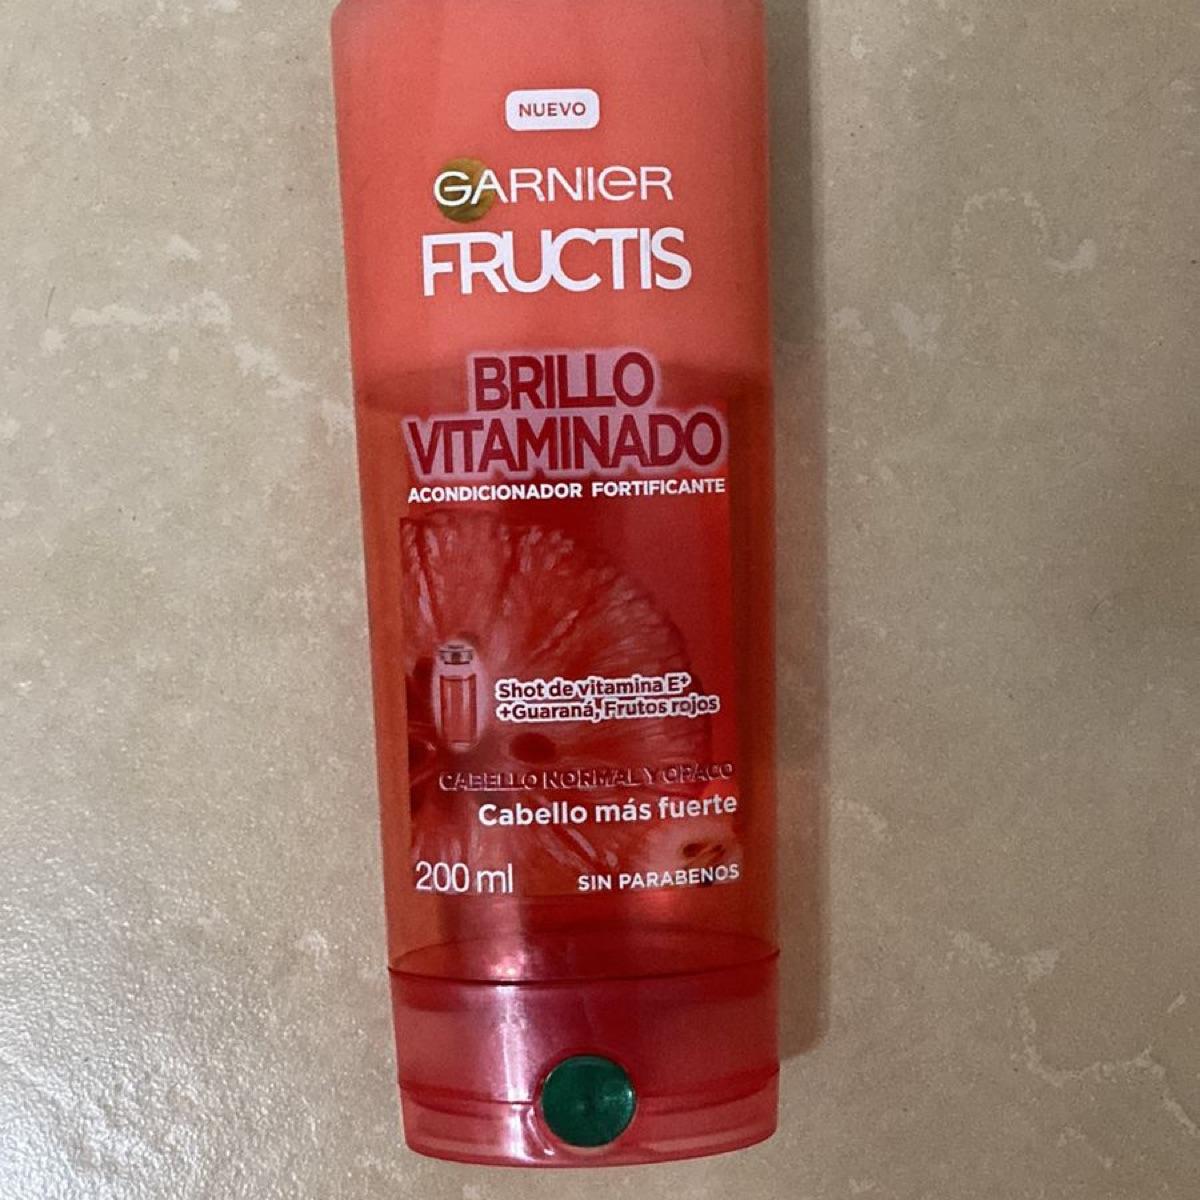 NUEVO
GARNIER
FRUCTIS
BRILLO
VITAMINADO
ACONDICIONADOR FORTIFICANTE
Shot de vitamina E+
+Guaraná, Frutos rojos
CABELLO NORMAL Y OPACO
Cabello más fuerte
200 ml
SIN PARABENOS